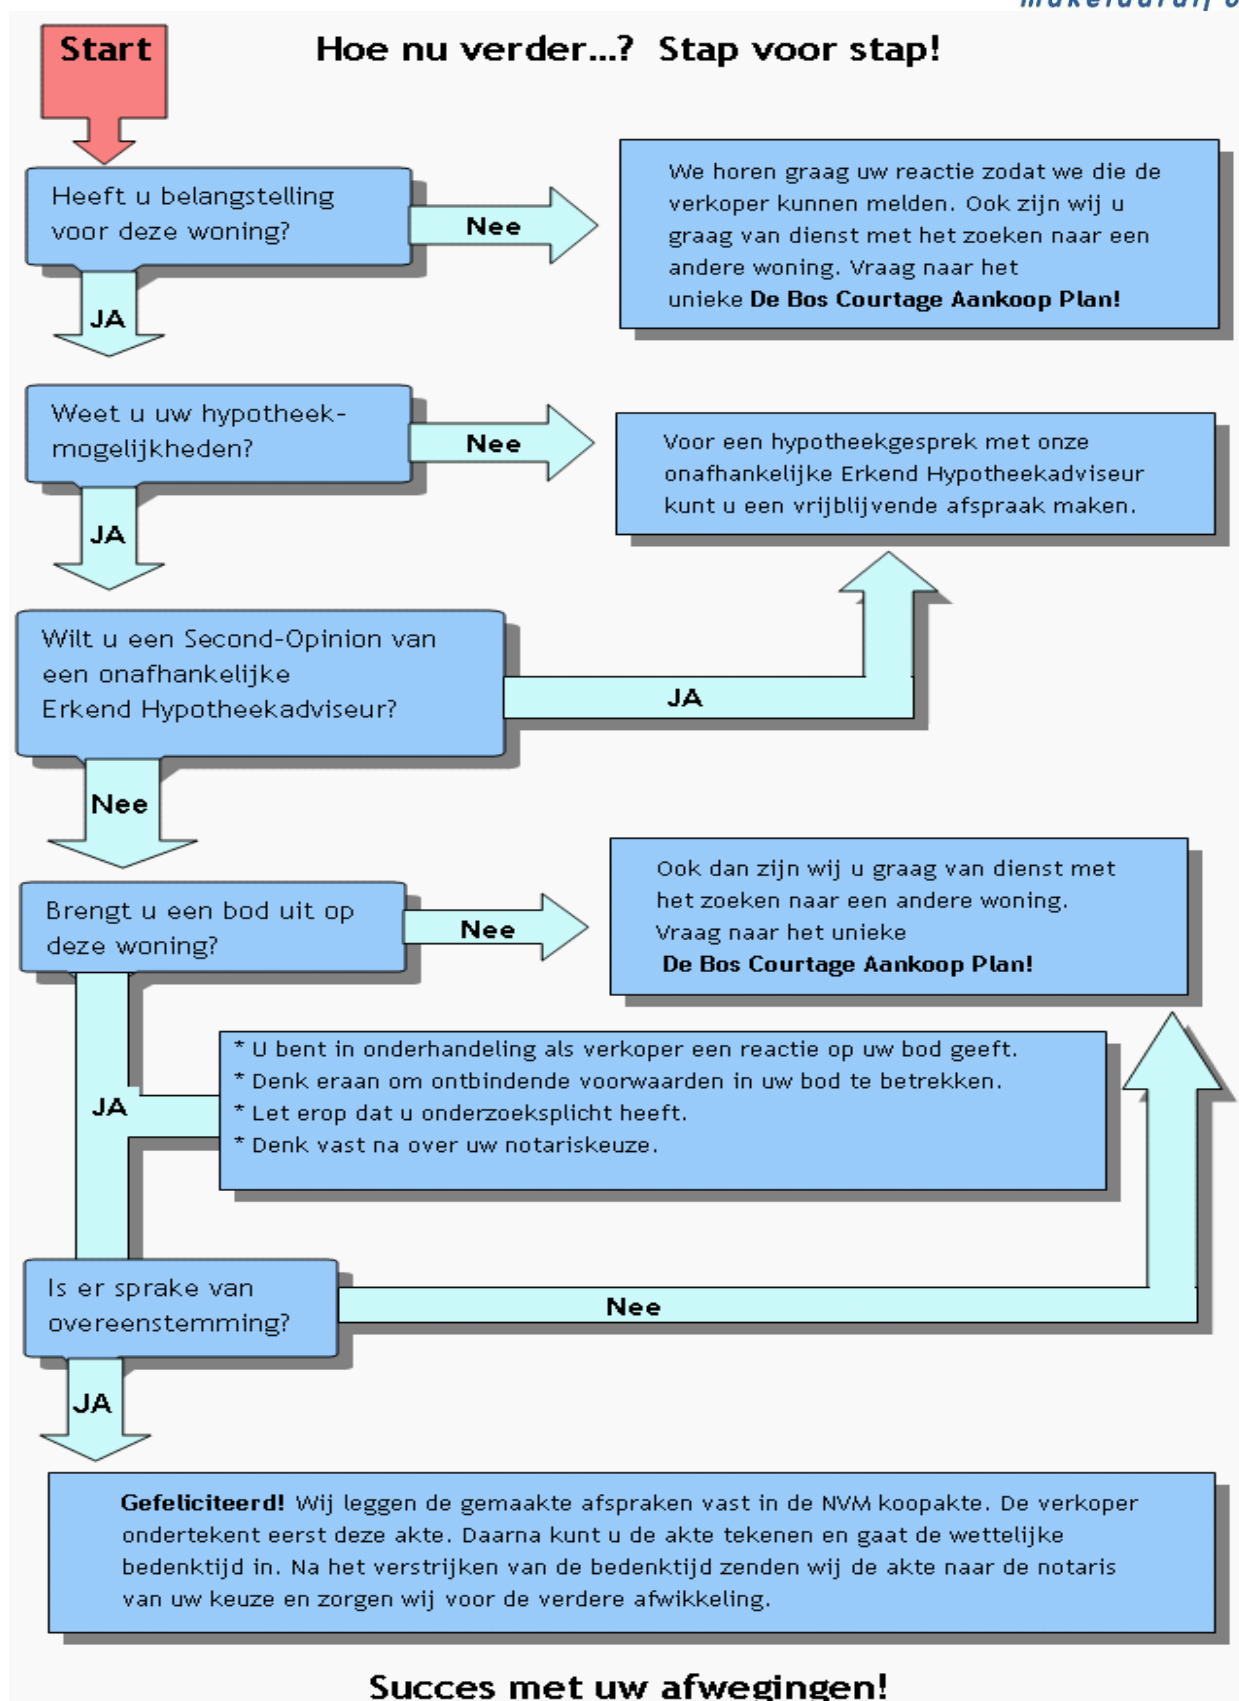 Start
Hoe nu verder...? Stap voor stap!
Heeft u belangstelling
voor deze woning?
Nee
We horen graag uw reactie zodat we die de
verkoper kunnen melden. Ook zijn wij u
graag van dienst met het zoeken naar een
andere woning. Vraag naar het
unieke De Bos Courtage Aankoop Plan!
JA
Weet u uw hypotheek-
mogelijkheden?
Nee
Voor een hypotheekgesprek met onze
onafhankelijke Erkend Hypotheekadviseur
kunt u een vrijblijvende afspraak maken.
JA
Wilt u een Second-Opinion van
een onafhankelijke
Erkend Hypotheekadviseur?
JA
Nee
Brengt u een bod uit op
deze woning?
Nee
Ook dan zijn wij u graag van dienst met
het zoeken naar een andere woning.
Vraag naar het unieke
De Bos Courtage Aankoop Plan!
JA
* U bent in onderhandeling als verkoper een reactie op uw bod geeft.
* Denk eraan om ontbindende voorwaarden in uw bod te betrekken.
* Let erop dat u onderzoeksplicht heeft.
* Denk vast na over uw notariskeuze.
Is er sprake van
overeenstemming?
Nee
JA
Gefeliciteerd! Wij leggen de gemaakte afspraken vast in de NVM koopakte. De verkoper
ondertekent eerst deze akte. Daarna kunt u de akte tekenen en gaat de wettelijke
bedenktijd in. Na het verstrijken van de bedenktijd zenden wij de akte naar de notaris
van uw keuze en zorgen wij voor de verdere afwikkeling.
Succes met uw afwegingen!